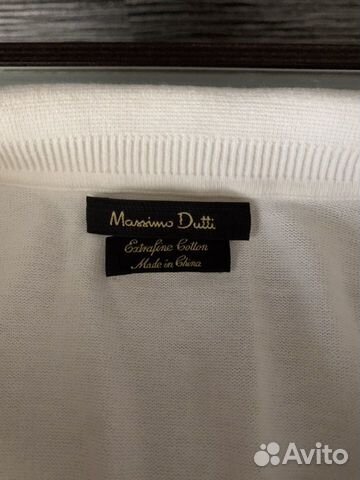 Massimo Dutti
Extrafine Cotton
Made in China
Avito